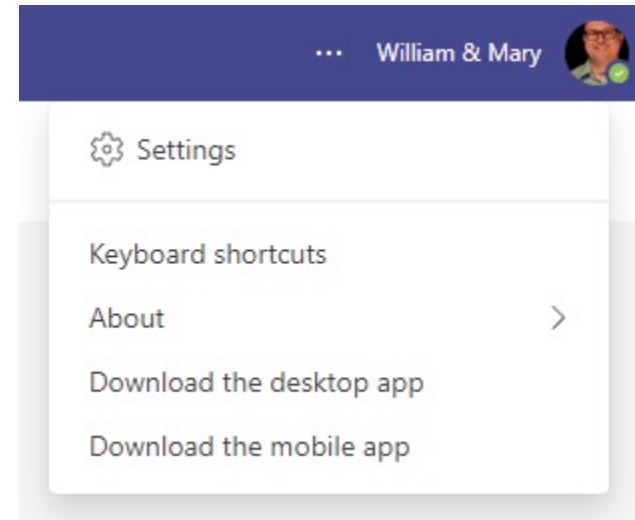 ... William & Mary
Settings
Keyboard shortcuts
About
Download the desktop app
Download the mobile app